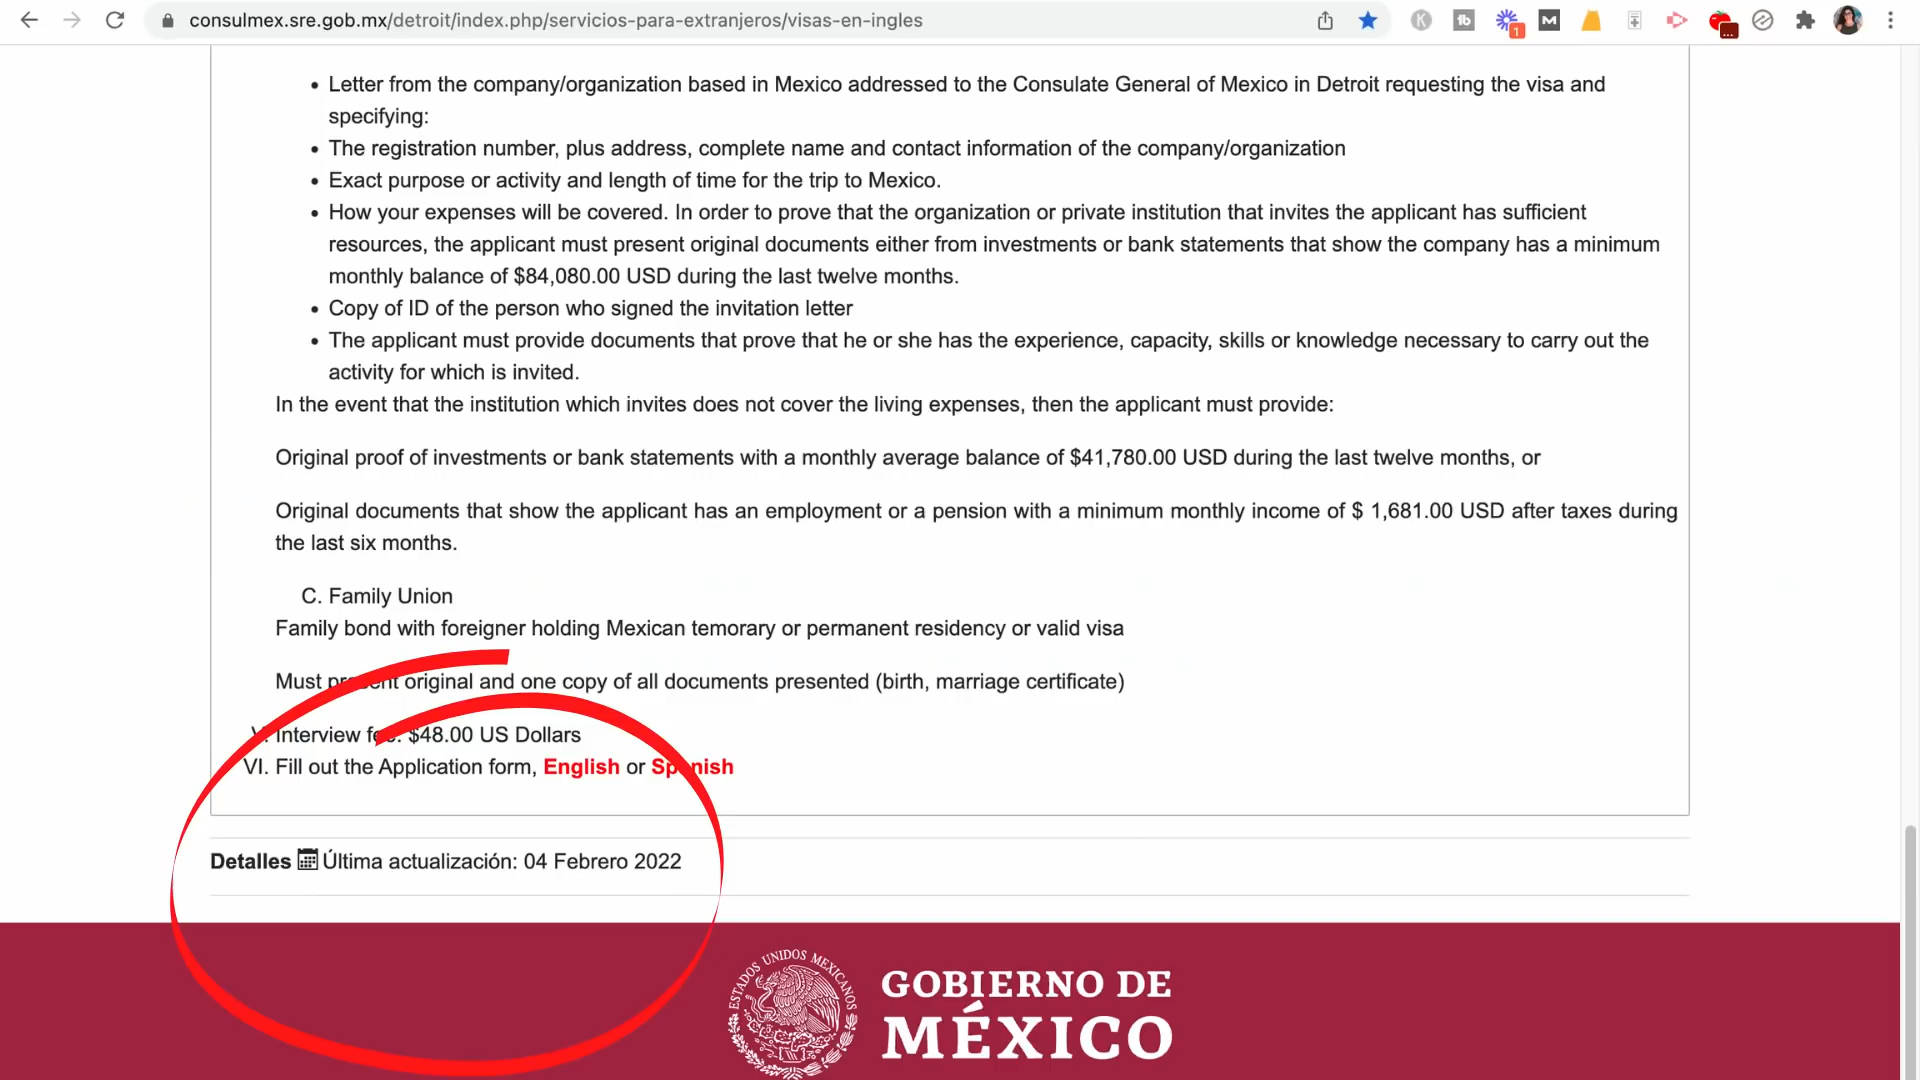 consulmex.sre.gob.mx/detroit/index.php/servicios-para-extranjeros/visas-en-ingles
K
tb
1
M
...
• Letter from the company/organization based in Mexico addressed to the Consulate General of Mexico in Detroit requesting the visa and
specifying:
• The registration number, plus address, complete name and contact information of the company/organization
• Exact purpose or activity and length of time for the trip to Mexico.
• How your expenses will be covered. In order to prove that the organization or private institution that invites the applicant has sufficient
resources, the applicant must present original documents either from investments or bank statements that show the company has a minimum
monthly balance of $84,080.00 USD during the last twelve months.
• Copy of ID of the person who signed the invitation letter
• The applicant must provide documents that prove that he or she has the experience, capacity, skills or knowledge necessary to carry out the
activity for which is invited.
In the event that the institution which invites does not cover the living expenses, then the applicant must provide:
Original proof of investments or bank statements with a monthly average balance of $41,780.00 USD during the last twelve months, or
Original documents that show the applicant has an employment or a pension with a minimum monthly income of $ 1,681.00 USD after taxes during
the last six months.
C. Family Union
Family bond with foreigner holding Mexican temorary or permanent residency or valid visa
Must present original and one copy of all documents presented (birth, marriage certificate)
V. Interview fee: $48.00 US Dollars
VI. Fill out the Application form, English or Spanish
Detalles Última actualización: 04 Febrero 2022
ESTADOS UNIDOS MEXICANOS
GOBIERNO DE
MÉXICO